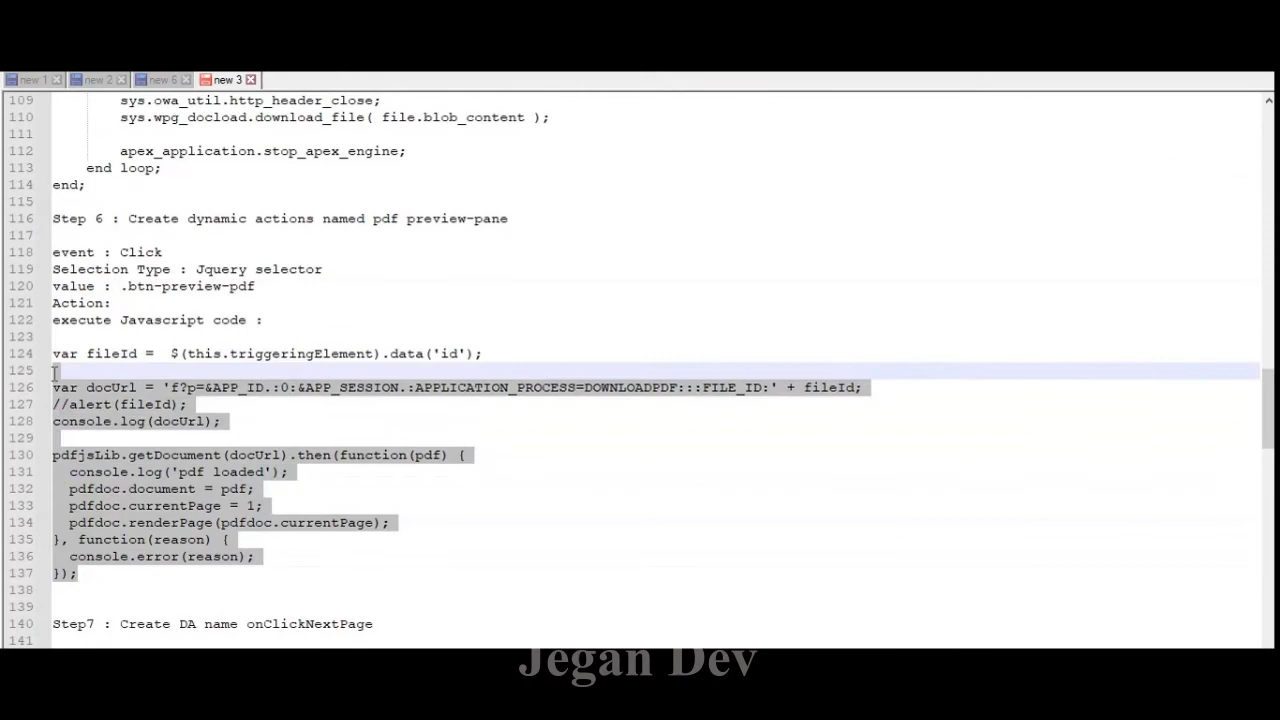 new 1 new 2 new 6 new 3
109 sys.owa_util.http_header_close;
110 sys.wpg_docload.download_file( file.blob_content );
111
112 apex_application.stop_apex_engine;
113 end loop;
114 end;
115
116 Step 6 : Create dynamic actions named pdf preview-pane
117
118 event : Click
119 Selection Type : Jquery selector
120 value : .btn-preview-pdf
121 Action:
122 execute Javascript code :
123
124 var fileId =  $(this.triggeringElement).data('id');
125
126 var docUrl = 'f?p=&APP_ID.:0:&APP_SESSION.:APPLICATION_PROCESS=DOWNLOADPDF:::FILE_ID:' + fileId;
127 //alert(fileId);
128 console.log(docUrl);
129
130 pdfjsLib.getDocument(docUrl).then(function(pdf) {
131 console.log('pdf loaded');
132 pdfdoc.document = pdf;
133 pdfdoc.currentPage = 1;
134 pdfdoc.renderPage(pdfdoc.currentPage);
135 }, function(reason) {
136 console.error(reason);
137 });
138
139
140 Step7 : Create DA name onClickNextPage
141
Jegan Dev